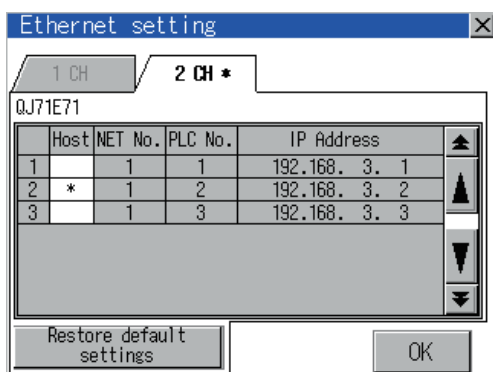 Ethernet setting
1 CH 2 CH *
QJ71E71
Host NET No. PLC No. IP Address
1 1 1 192.168. 3. 1
2 * 1 2 192.168. 3. 2
3 1 3 192.168. 3. 3
Restore default
settings
OK